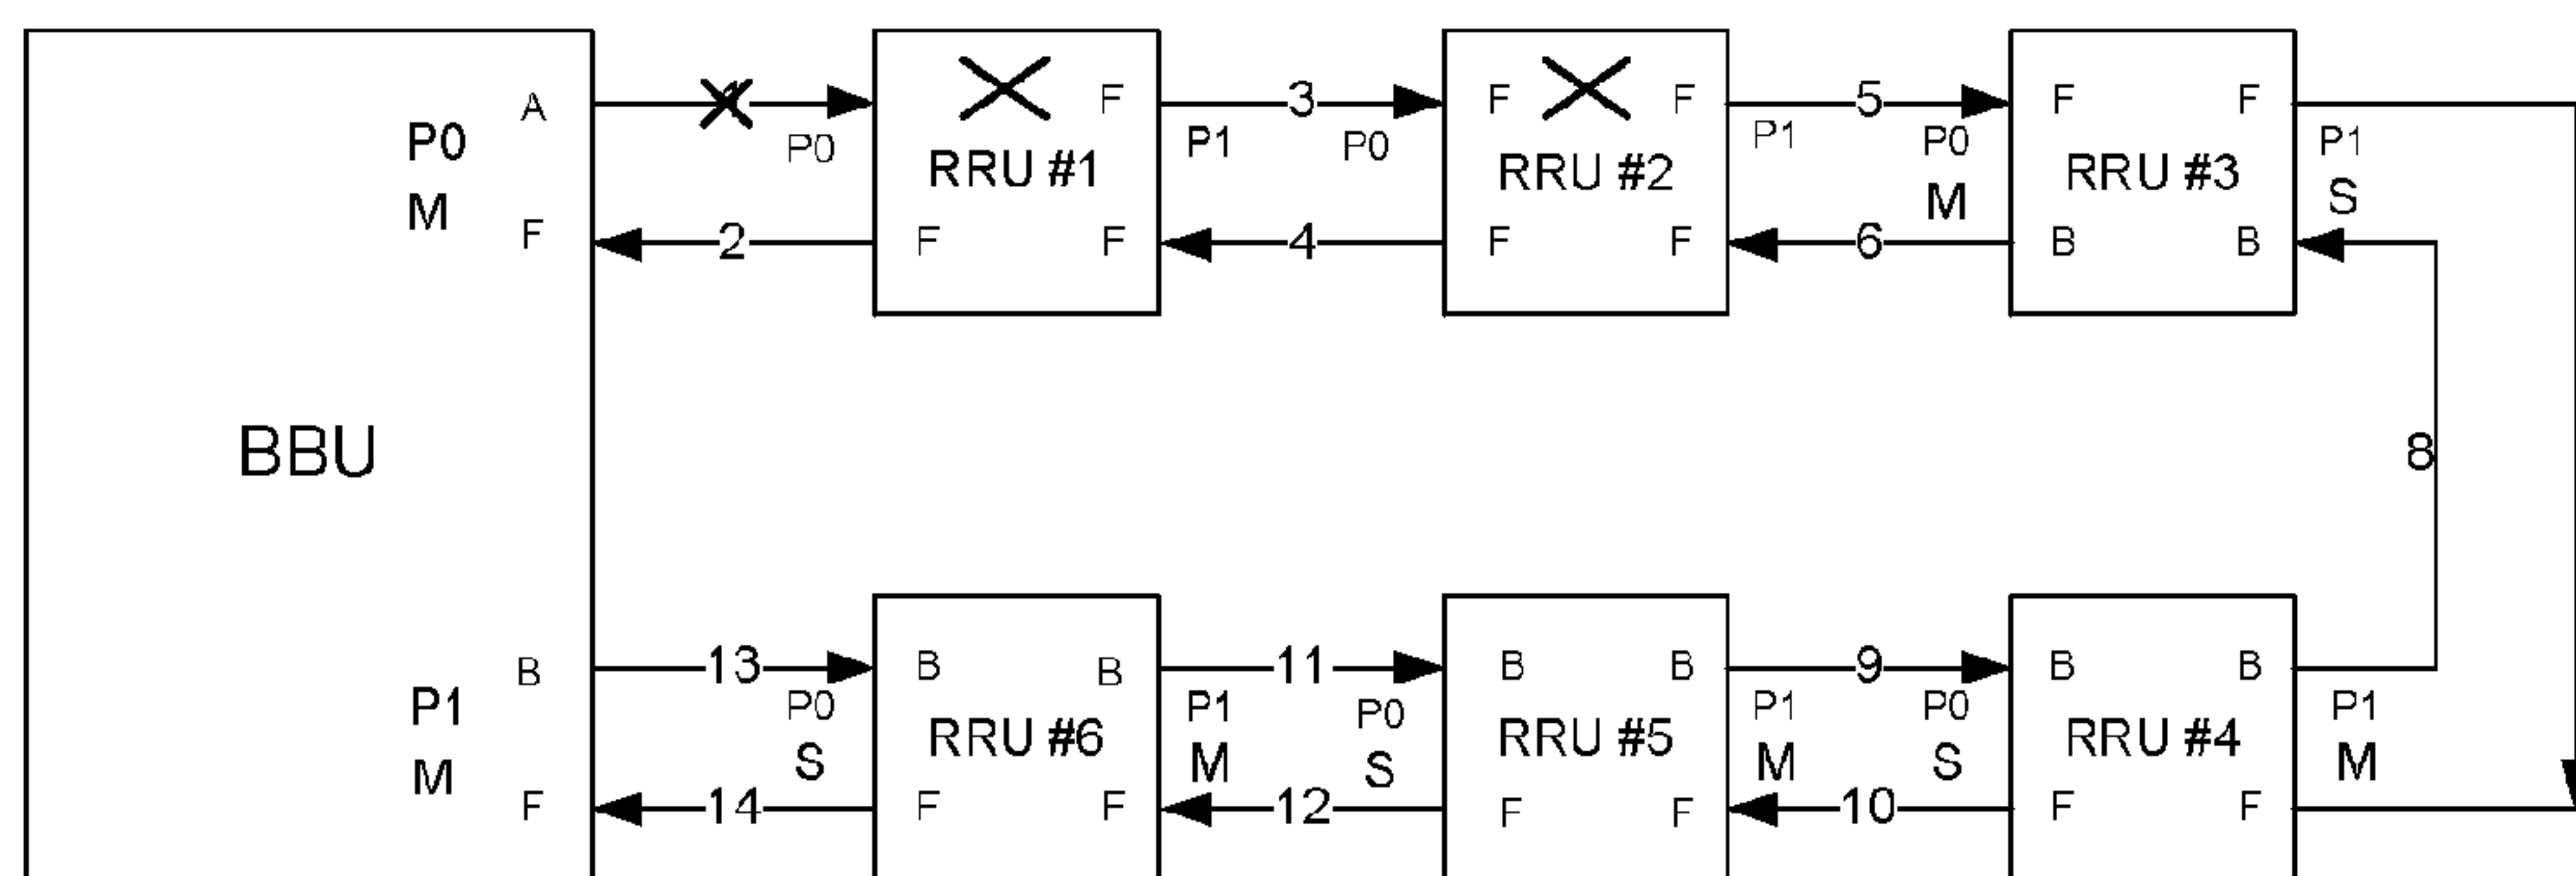 A 3 5
F F F F F F
P0 P0 P1 P0 P1 P0 P1
RRU #1 RRU #2 RRU #3
M M S
F 2 F F 4 F F 6 B B
BBU
8
B 13 B B 11 B B 9 B B
P1 P0 P1 P0 P1 P0 P1
RRU #6 RRU #5 RRU #4
M S M S M S M
F 14 F F 12 F F 10 F F